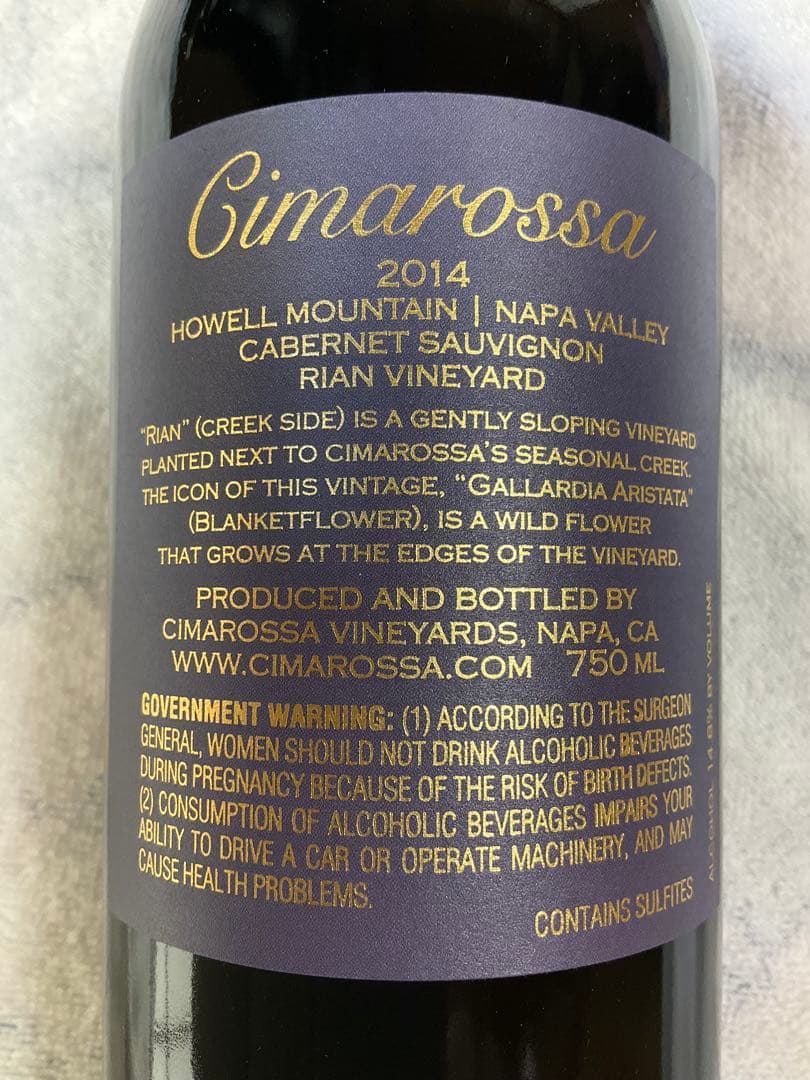 Cimarossa
2014
HOWELL MOUNTAIN | NAPA VALLEY
CABERNET SAUVIGNON
RIAN VINEYARD
"RIAN" (CREEK SIDE) IS A GENTLY SLOPING VINEYARD
PLANTED NEXT TO CIMAROSSA'S SEASONAL CREEK.
THE ICON OF THIS VINTAGE, "GALLARDIA ARISTATA"
(BLANKETFLOWER), IS A WILD FLOWER
THAT GROWS AT THE EDGES OF THE VINEYARD.
PRODUCED AND BOTTLED BY
CIMAROSSA VINEYARDS, NAPA, CA
WWW.CIMAROSSA.COM 750 ML
GOVERNMENT WARNING: (1) ACCORDING TO THE SURGEON
GENERAL, WOMEN SHOULD NOT DRINK ALCOHOLIC BEVERAGES
DURING PREGNANCY BECAUSE OF THE RISK OF BIRTH DEFECTS.
(2) CONSUMPTION OF ALCOHOLIC BEVERAGES IMPAIRS YOUR
ABILITY TO DRIVE A CAR OR OPERATE MACHINERY, AND MAY
CAUSE HEALTH PROBLEMS.
CONTAINS SULFITES
ALCOHOL 14.8% BY VOLUME